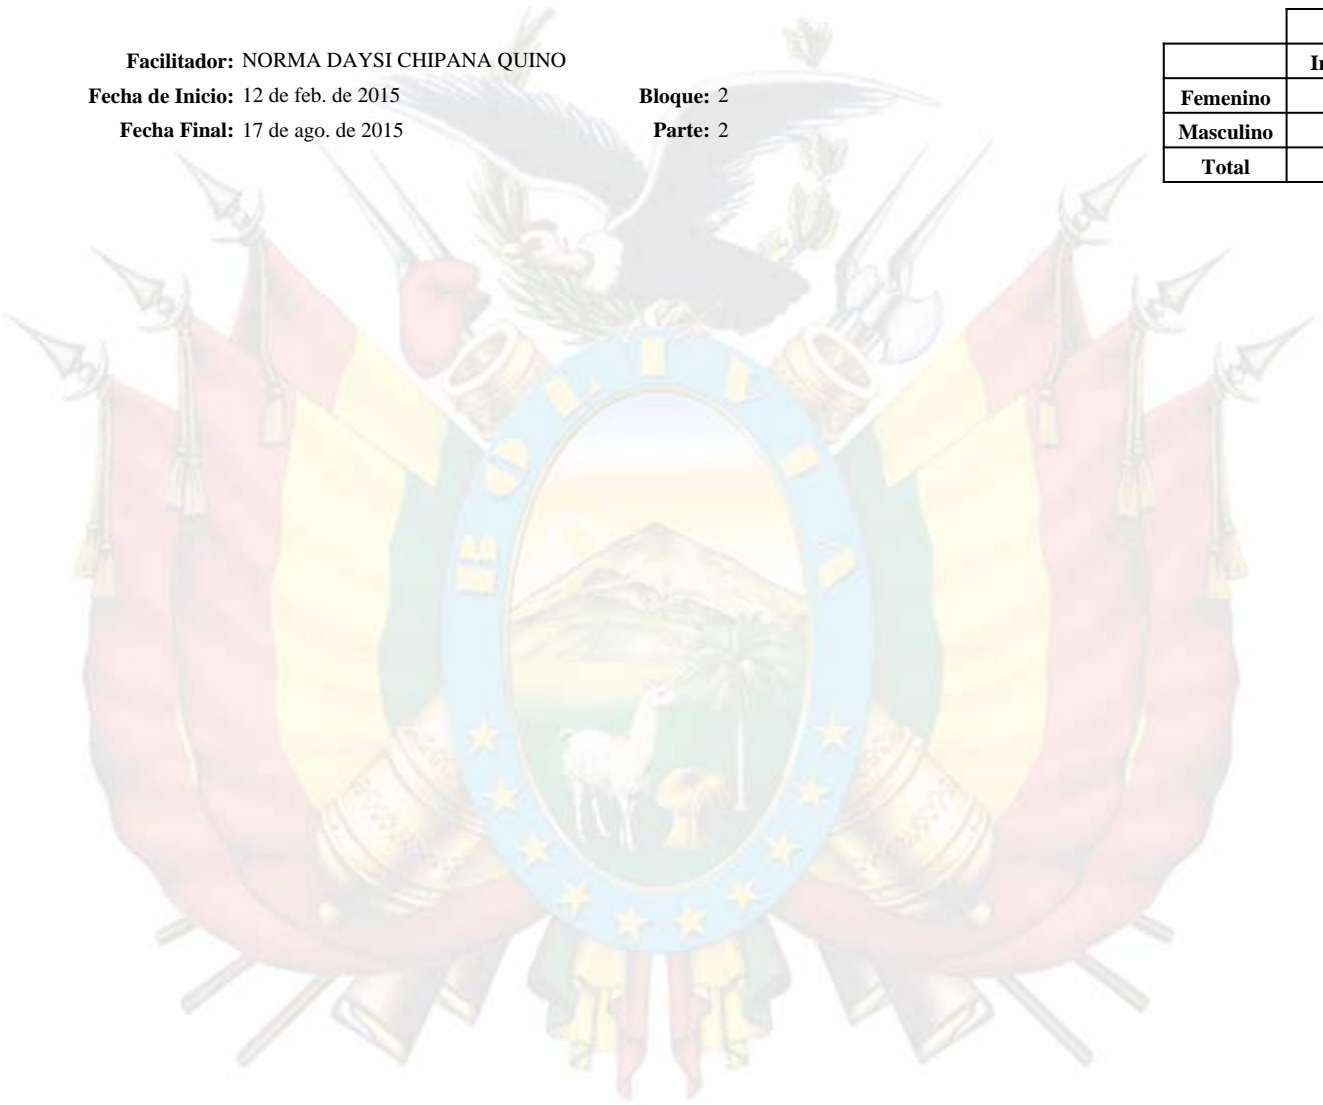 Facilitador: NORMA DAYSI CHIPANA QUINO
Fecha de Inicio: 12 de feb. de 2015 Bloque: 2
Fecha Final: 17 de ago. de 2015 Parte: 2
Femenino
Masculino
Total
BOLIVIA